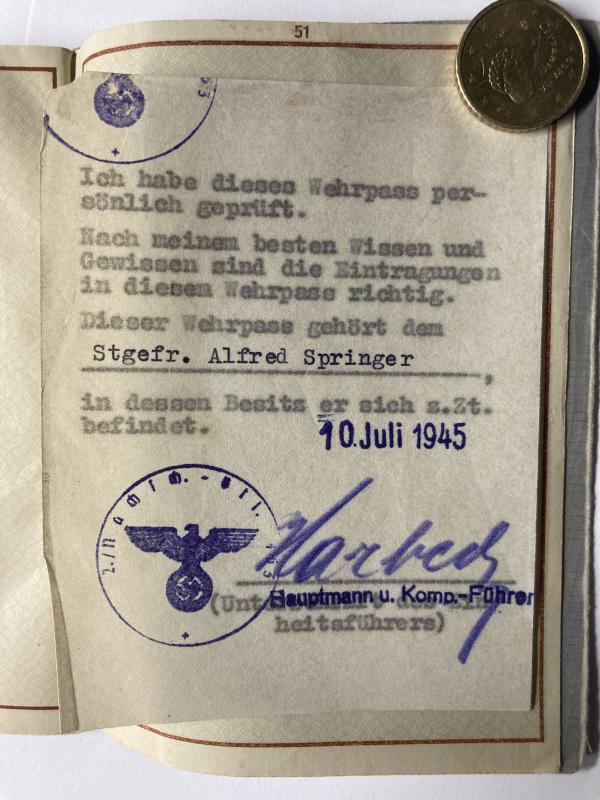 51
Ich habe dieses Wehrpass per-
sönlich geprüft.
Nach meinem besten Wissen und
Gewissen sind die Eintragungen
in diesem Wehrpass richtig.
Dieser Wehrpass gehört dem
Stgefr. Alfred Springer
,
in dessen Besitz er sich z.Zt.
befindet.
10. Juli 1945
Hauptmann u. Komp.-Führer
heitsführers)